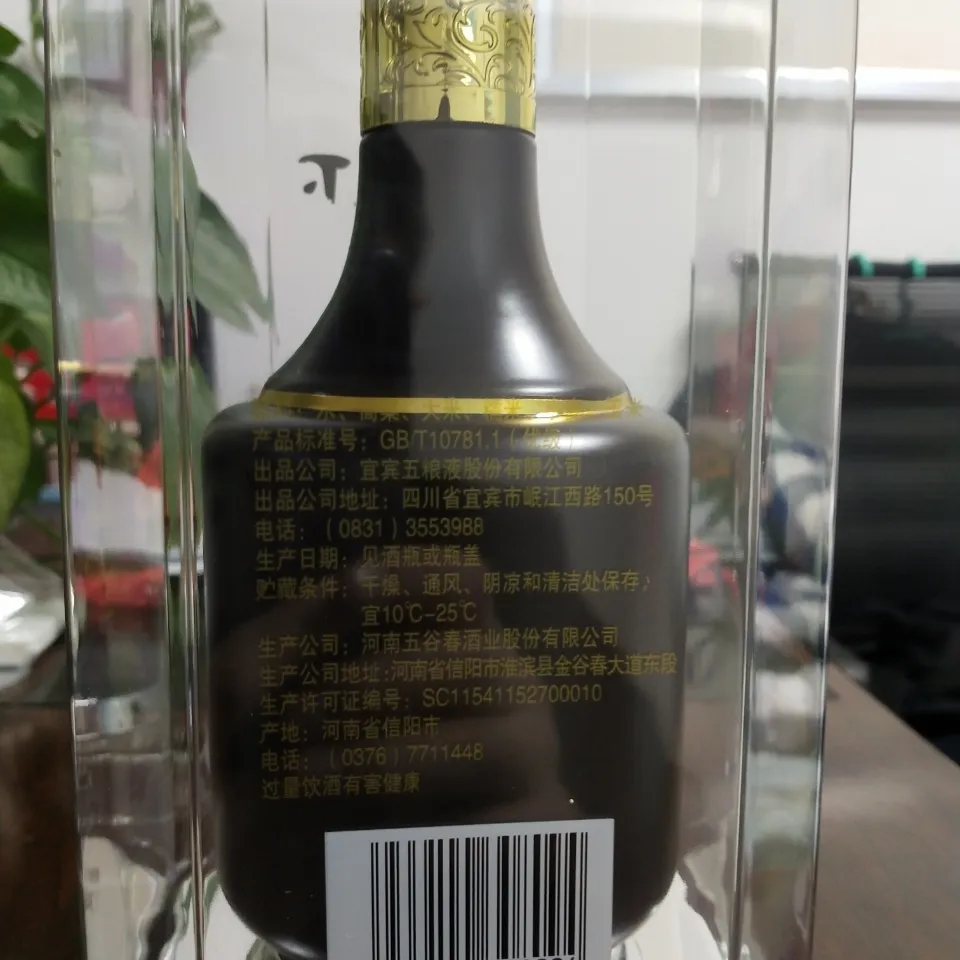 水、高粱、大米、糯米
产品标准号：GB/T10781.1（优级）
出品公司：宜宾五粮液股份有限公司
出品公司地址：四川省宜宾市岷江西路150号
电话：（0831）3553988
生产日期：见酒瓶或瓶盖
贮藏条件：干燥、通风、阴凉和清洁处保存，
宜10℃-25℃
生产公司：河南五谷春酒业股份有限公司
生产公司地址：河南省信阳市淮滨县金谷春大道东段
生产许可证编号：SC11541152700010
产地：河南省信阳市
电话：（0376）7711448
过量饮酒有害健康